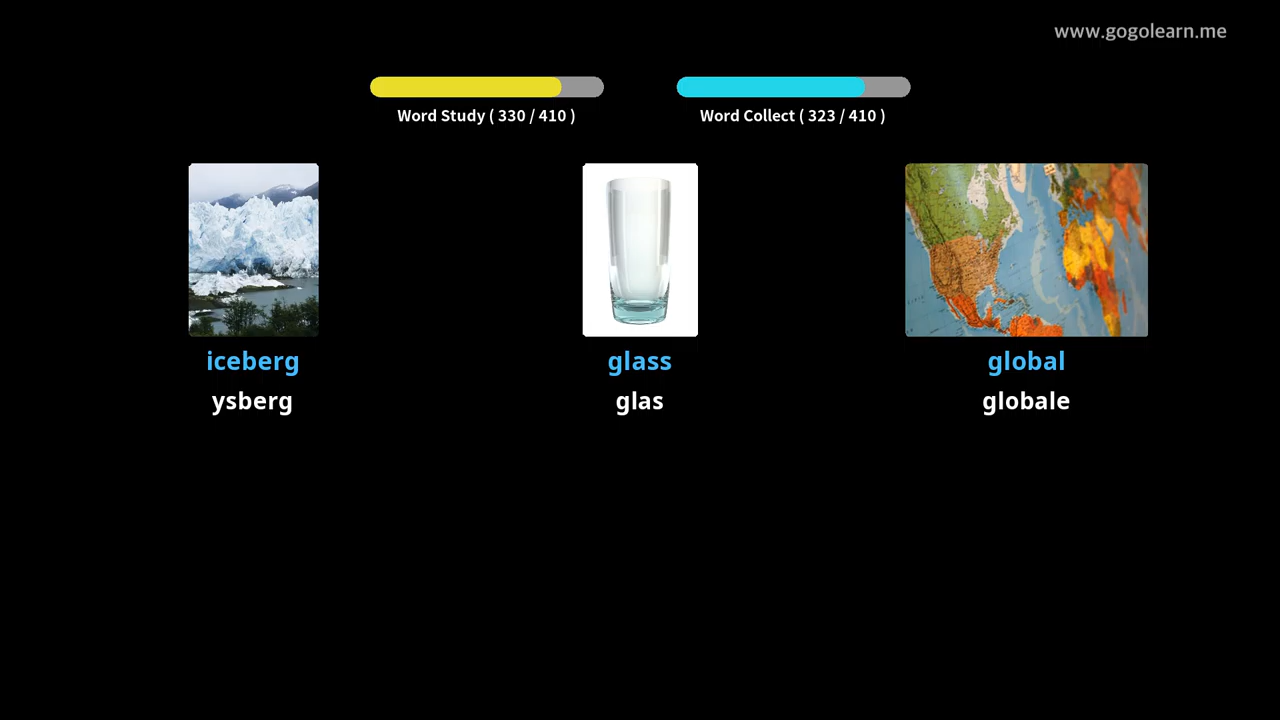 www.gogolearn.me
Word Study ( 330 / 410 )
Word Collect ( 323 / 410 )
iceberg
ysberg
glass
glas
global
globale